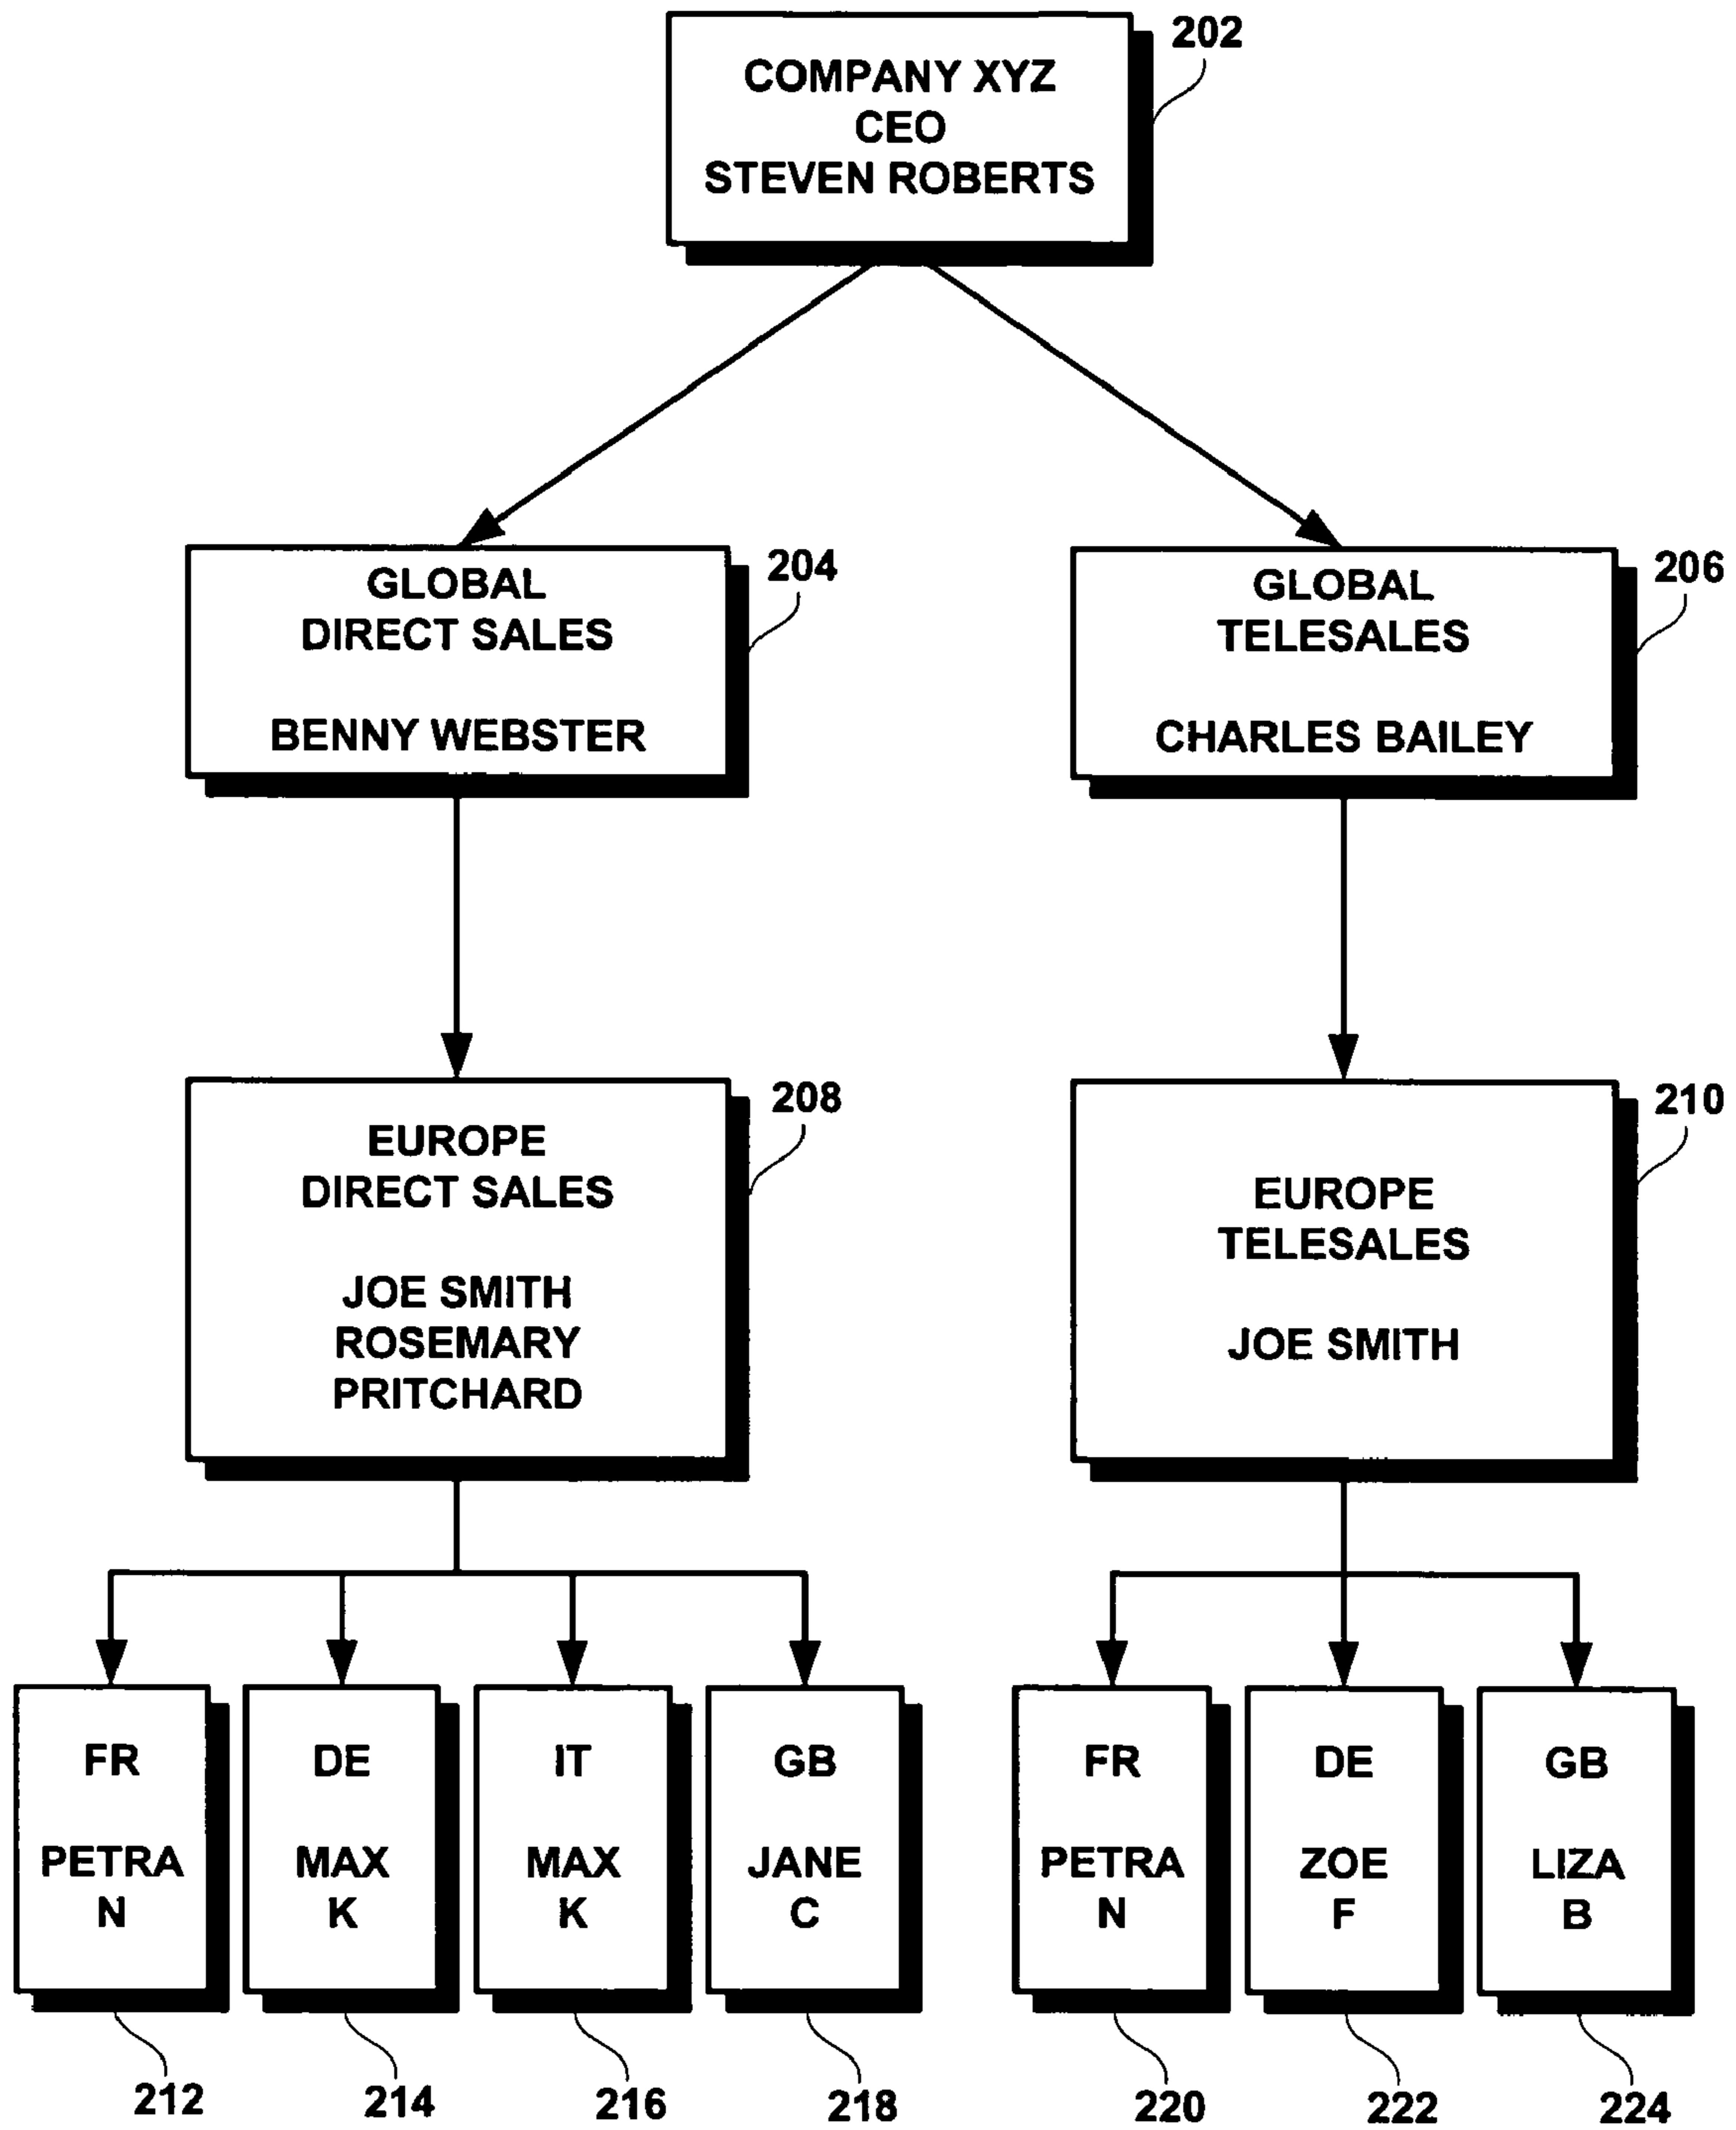 202
COMPANY XYZ
CEO
STEVEN ROBERTS
204
GLOBAL
DIRECT SALES
BENNY WEBSTER
206
GLOBAL
TELESALES
CHARLES BAILEY
208
EUROPE
DIRECT SALES
JOE SMITH
ROSEMARY
PRITCHARD
210
EUROPE
TELESALES
JOE SMITH
FR
PETRA
N
DE
MAX
K
IT
MAX
K
GB
JANE
C
FR
PETRA
N
DE
ZOE
F
GB
LIZA
B
212
214
216
218
220
222
224